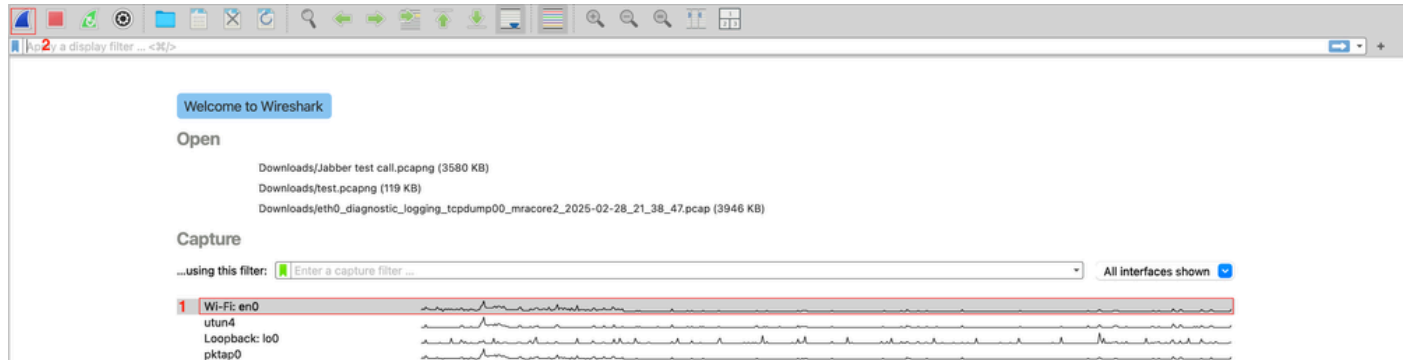 2
Apply a display filter ... <⌘/>
Welcome to Wireshark
Open
Downloads/Jabber test call.pcapng (3580 KB)
Downloads/test.pcapng (119 KB)
Downloads/eth0_diagnostic_logging_tcpdump00_mracore2_2025-02-28_21_38_47.pcap (3946 KB)
Capture
...using this filter: Enter a capture filter ... All interfaces shown
1 Wi-Fi: en0
utun4
Loopback: lo0
pktap0